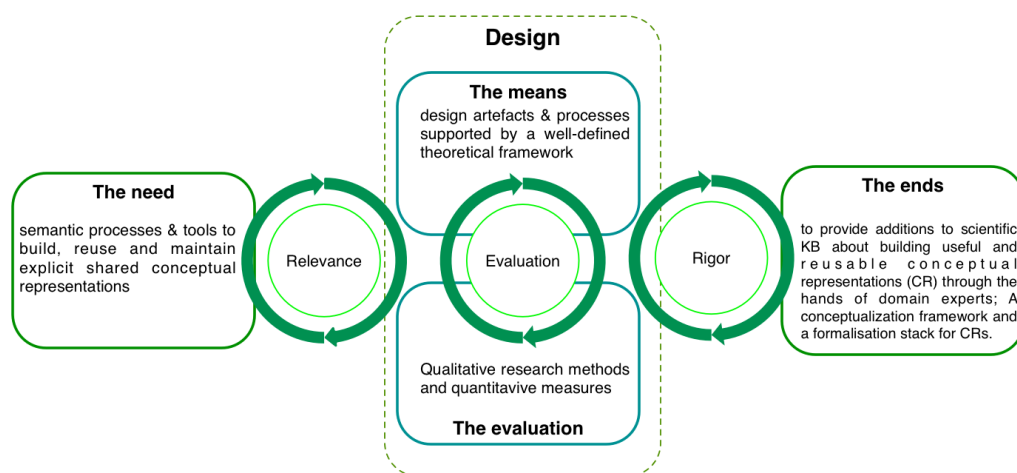 Design
The means
design artefacts & processes
supported by a well-defined
theoretical framework
The need
semantic processes & tools to
build, reuse and maintain
explicit shared conceptual
representations
Relevance
Evaluation
Rigor
The ends
to provide additions to scientific
KB about building useful and
reusable conceptual
representations (CR) through the
hands of domain experts; A
conceptualization framework and
a formalisation stack for CRs.
Qualitative research methods
and quantitavive measures
The evaluation